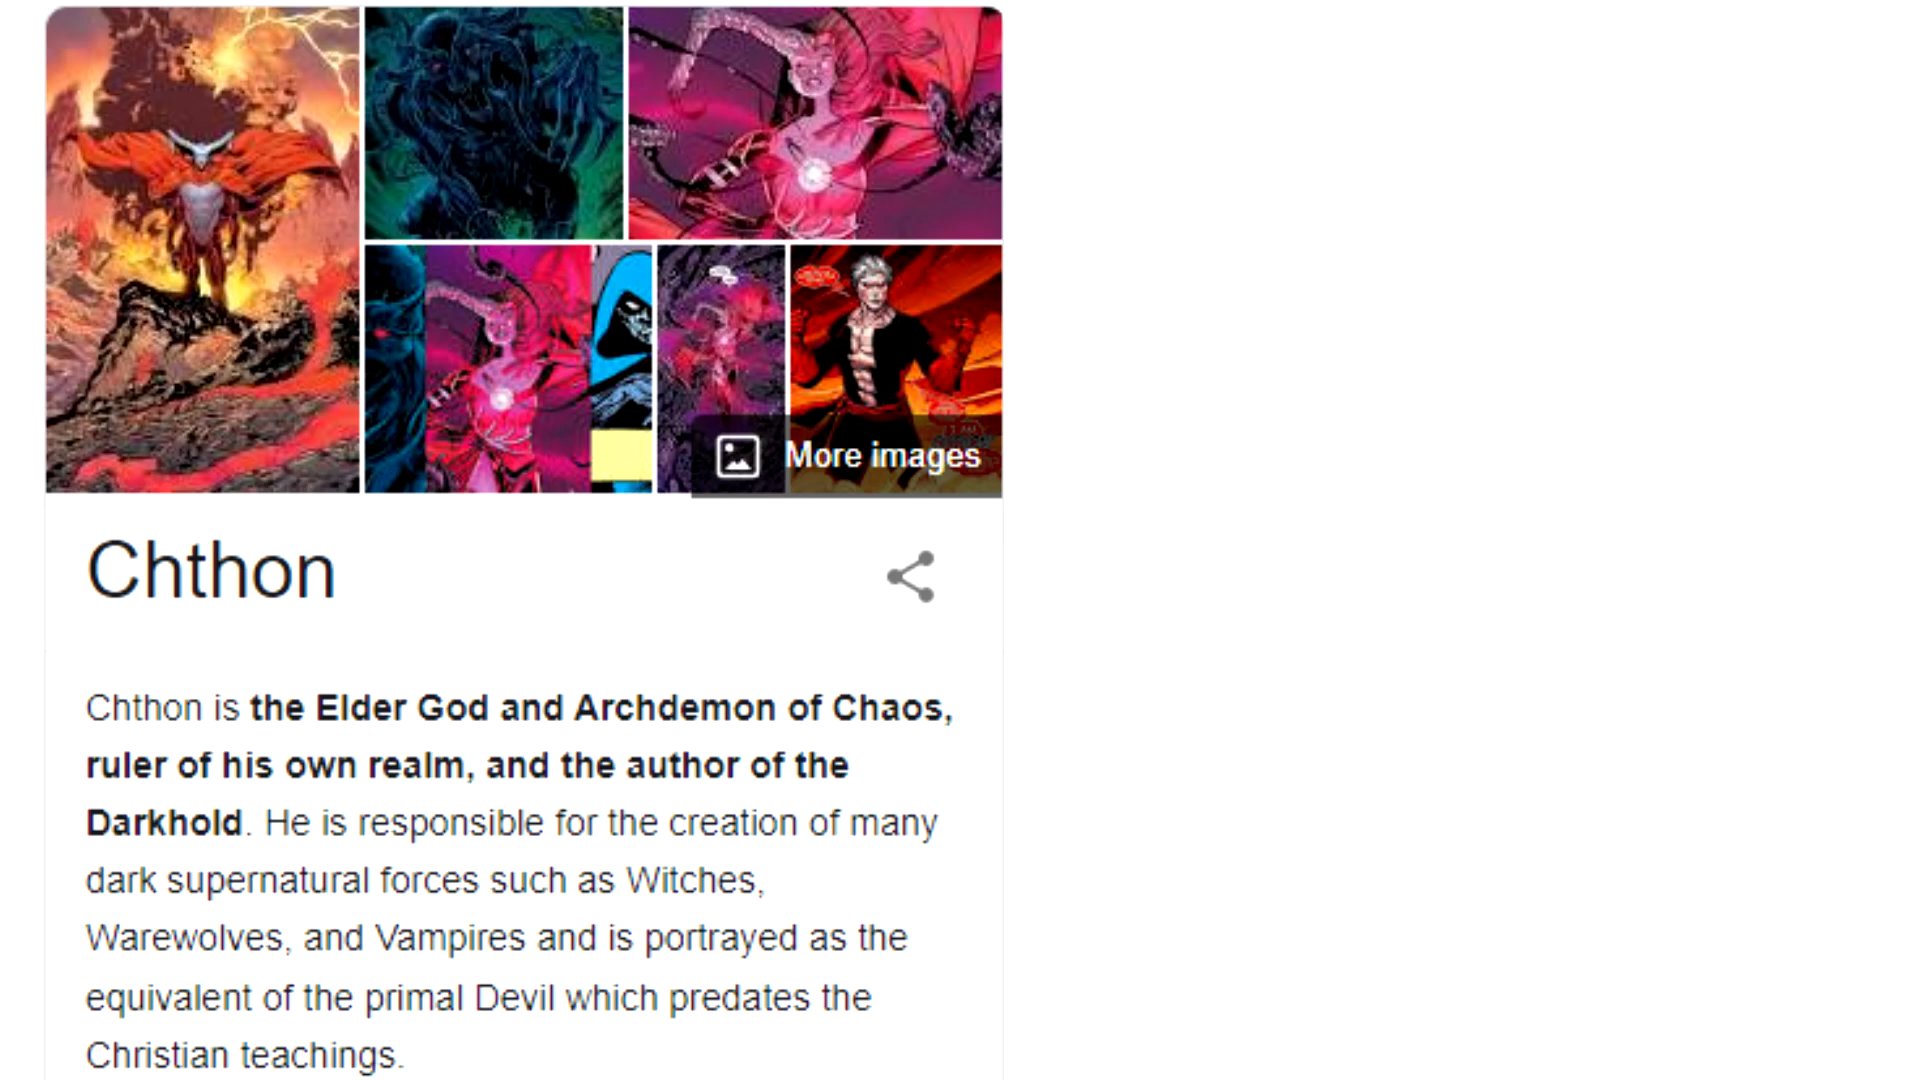 More images
Chthon
Chthon is the Elder God and Archdemon of Chaos,
ruler of his own realm, and the author of the
Darkhold. He is responsible for the creation of many
dark supernatural forces such as Witches,
Warewolves, and Vampires and is portrayed as the
equivalent of the primal Devil which predates the
Christian teachings.